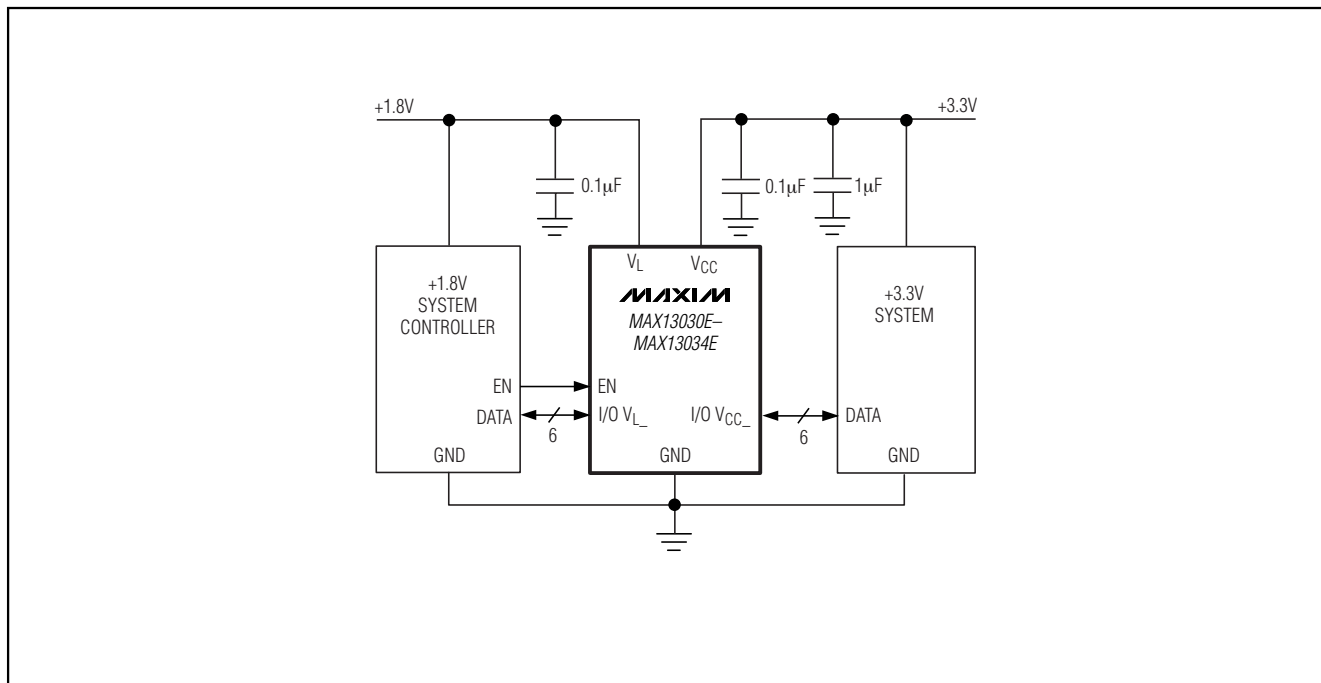 +1.8V
+3.3V
0.1µF
0.1µF
1µF
+1.8V
SYSTEM
CONTROLLER
EN
DATA
GND
6
VL
VCC
MAXIM
MAX13030E–
MAX13034E
EN
I/O VL_
I/O VCC_
GND
6
+3.3V
SYSTEM
DATA
GND